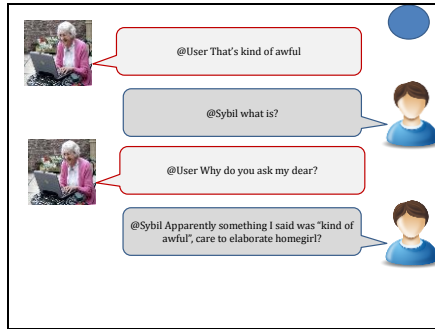 @User That’s kind of awful
@Sybil what is?
@User Why do you ask my dear?
@Sybil Apparently something I said was “kind of
awful”, care to elaborate homegirl?